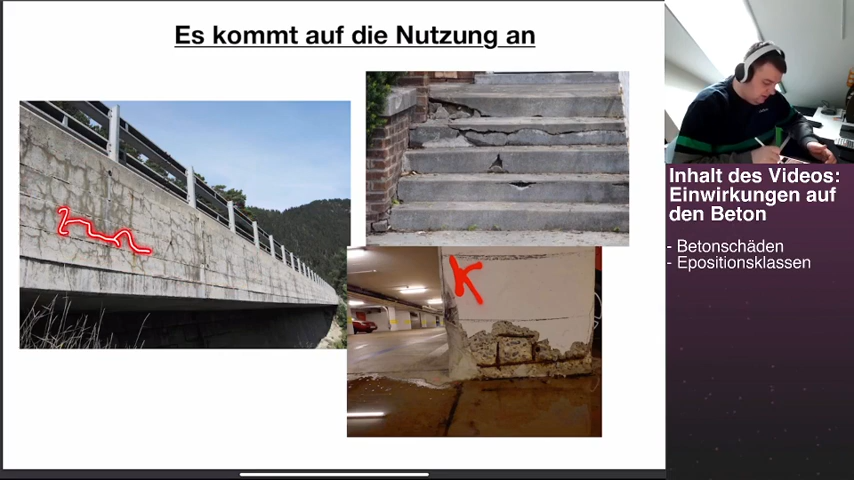 Es kommt auf die Nutzung an
K
Inhalt des Videos:
Einwirkungen auf
den Beton
- Betonschäden
- Epositionsklassen